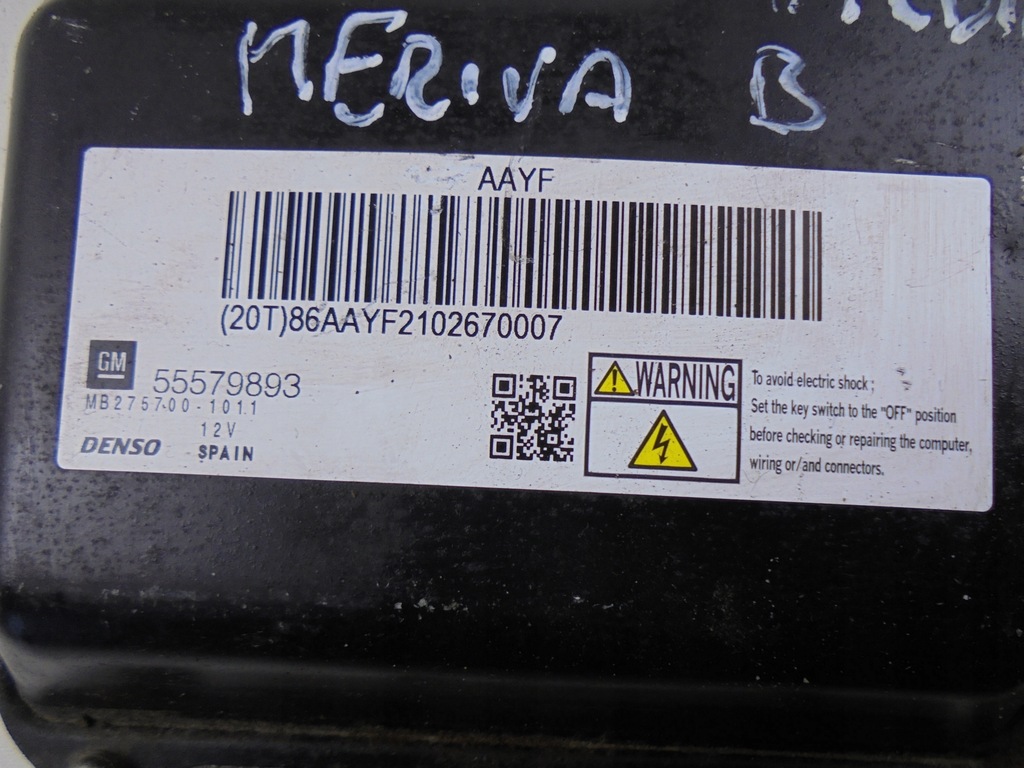 MERIVA B
AAYF
(20T)86AAYF2102670007
GM 55579893
MB275700-1011
12V
DENSO SPAIN
WARNING
To avoid electric shock;
Set the key switch to the "OFF" position
before checking or repairing the computer,
wiring or/and connectors.